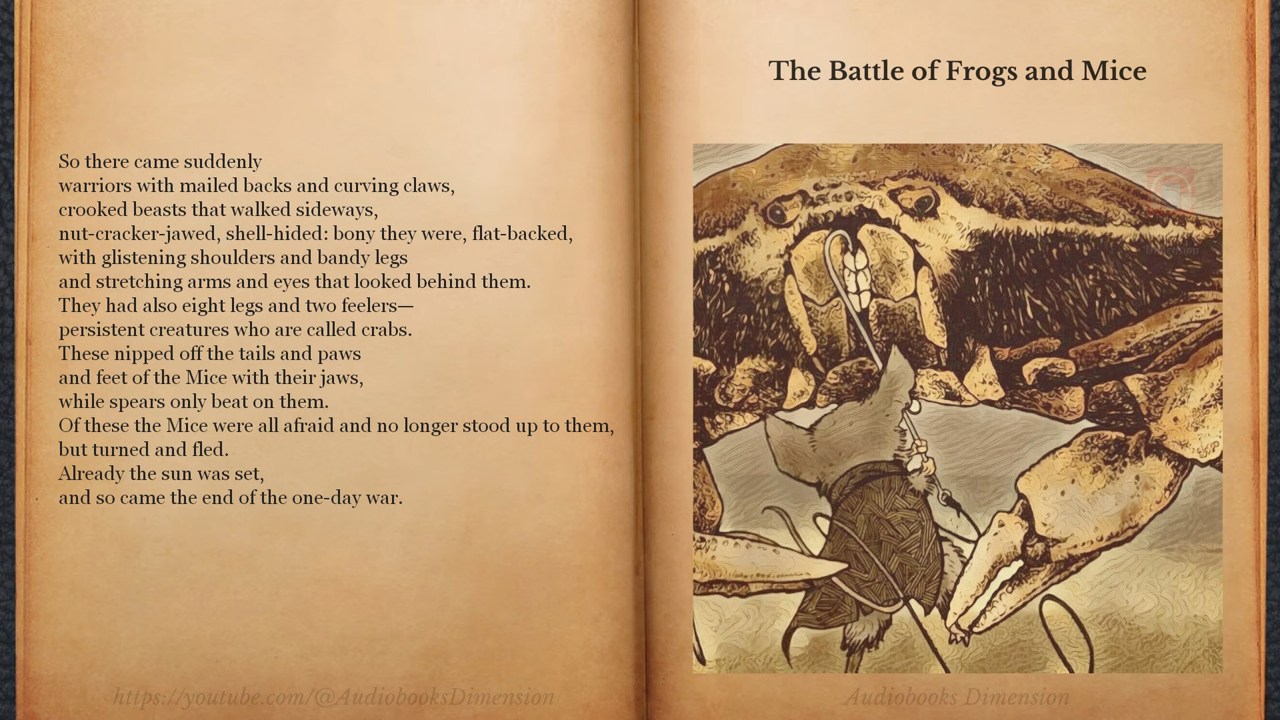 So there came suddenly
warriors with mailed backs and curving claws,
crooked beasts that walked sideways,
nut-cracker-jawed, shell-hided: bony they were, flat-backed,
with glistening shoulders and bandy legs
and stretching arms and eyes that looked behind them.
They had also eight legs and two feelers—
persistent creatures who are called crabs.
These nipped off the tails and paws
and feet of the Mice with their jaws,
while spears only beat on them.
Of these the Mice were all afraid and no longer stood up to them,
but turned and fled.
Already the sun was set,
and so came the end of the one-day war.
https://youtube.com/@AudiobooksDimension
The Battle of Frogs and Mice
Audiobooks Dimension